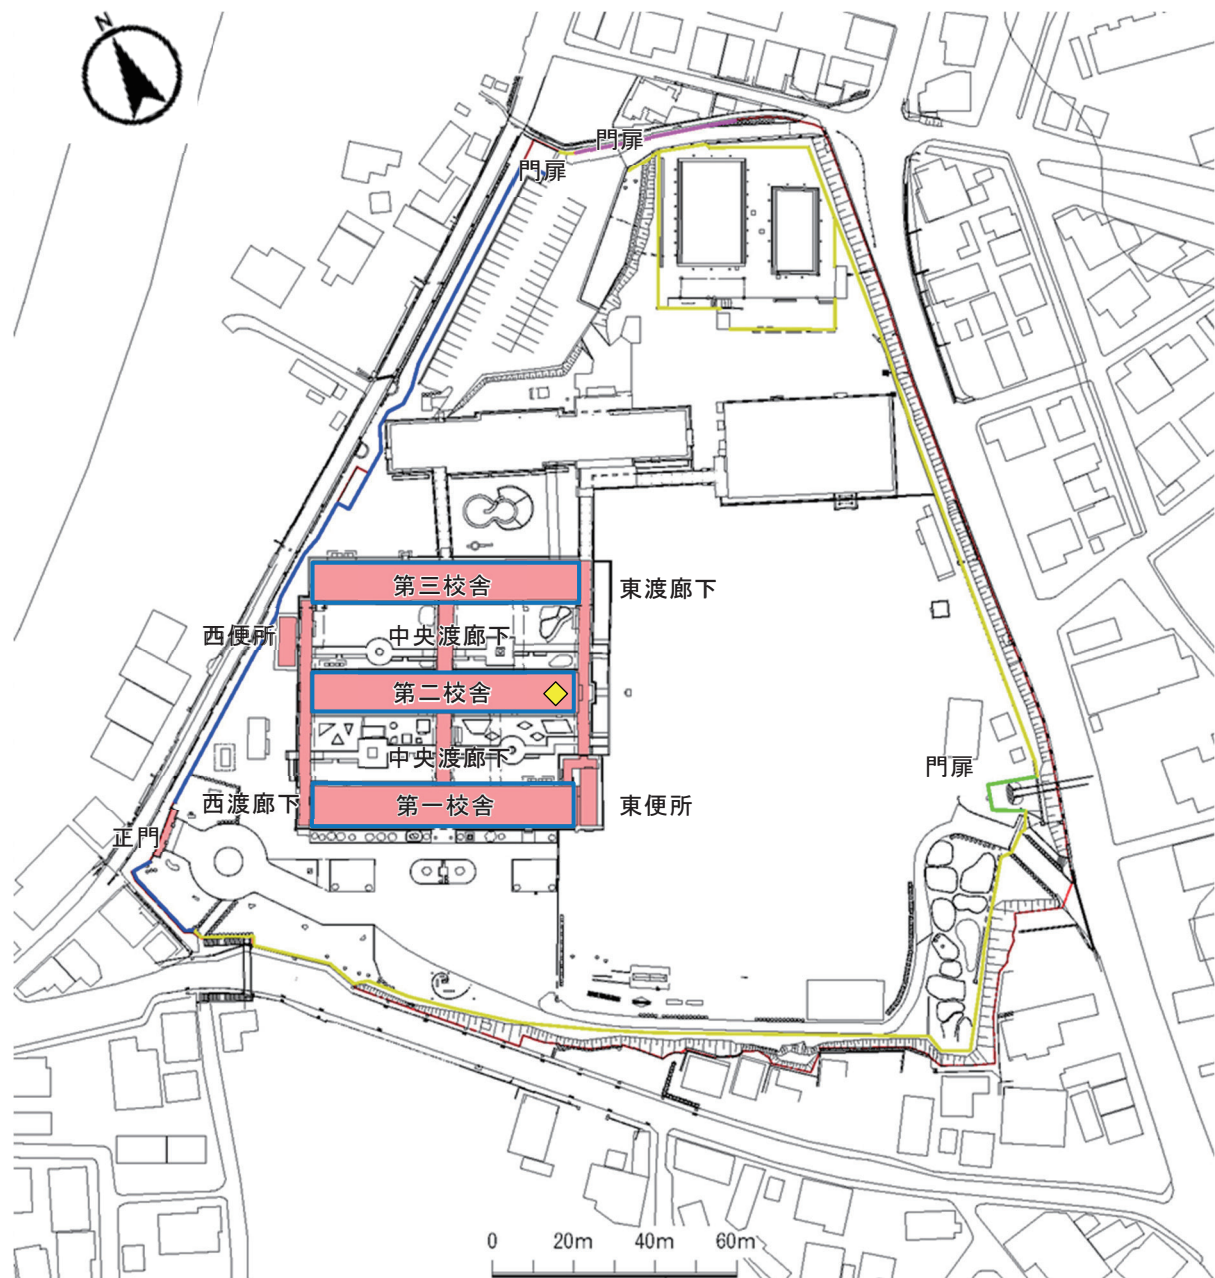 N
門扉
門扉
第三校舎
東渡廊下
西便所
中央渡廊下
第二校舎
中央渡廊下
門扉
西渡廊下
第一校舎
東便所
正門
0 20m 40m 60m